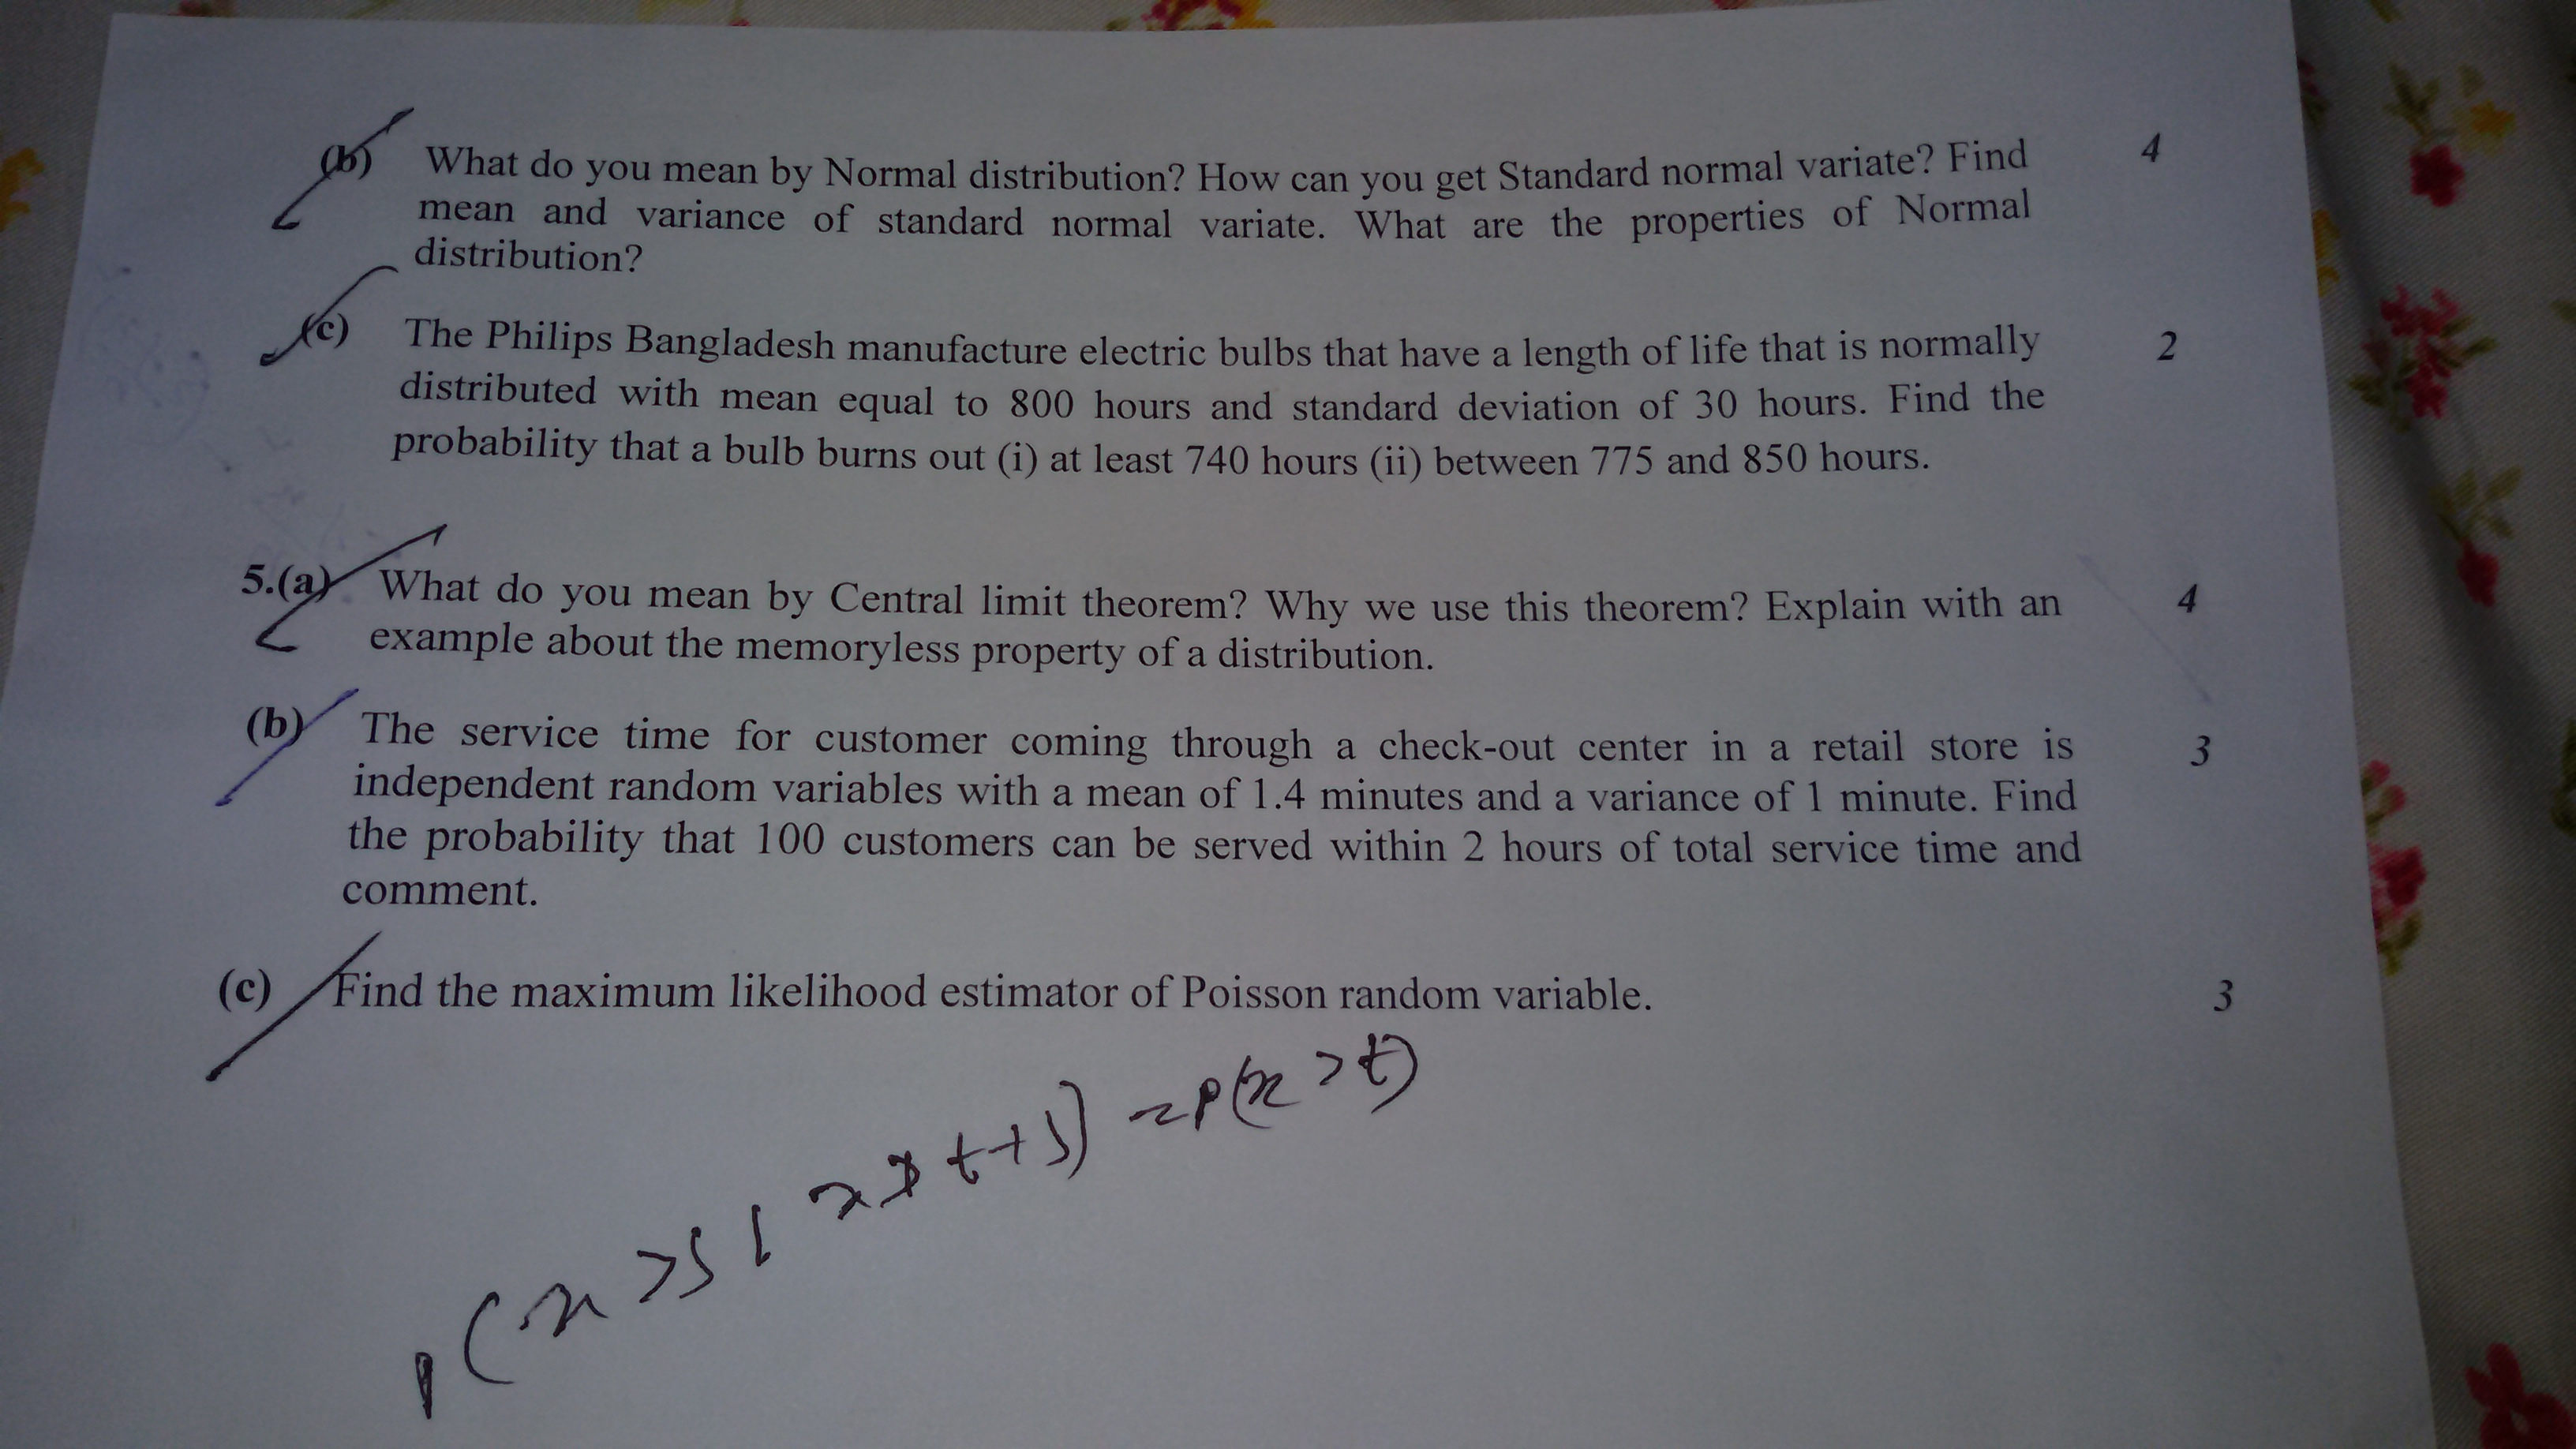 (b) What do you mean by Normal distribution? How can you get Standard normal variate? Find 4
mean and variance of standard normal variate. What are the properties of Normal
distribution?
(c) The Philips Bangladesh manufacture electric bulbs that have a length of life that is normally 2
distributed with mean equal to 800 hours and standard deviation of 30 hours. Find the
probability that a bulb burns out (i) at least 740 hours (ii) between 775 and 850 hours.
5.(a) What do you mean by Central limit theorem? Why we use this theorem? Explain with an 4
example about the memoryless property of a distribution.
(b) The service time for customer coming through a check-out center in a retail store is 3
independent random variables with a mean of 1.4 minutes and a variance of 1 minute. Find
the probability that 100 customers can be served within 2 hours of total service time and
comment.
(c) Find the maximum likelihood estimator of Poisson random variable. 3
P(x>s | x> t+s) = P(x>t)